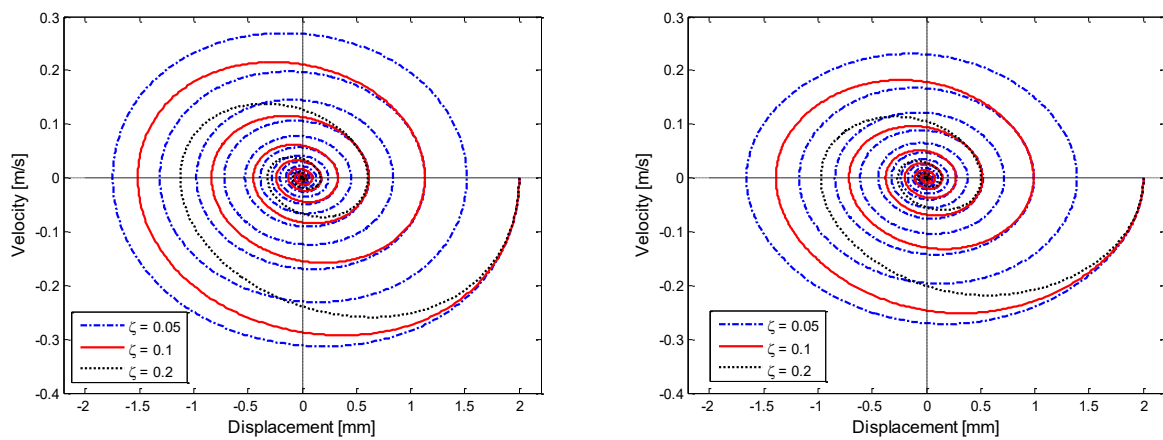 0.3
0.2
0.1
0
-0.1
-0.2
-0.3
-0.4
Velocity [m/s]
ζ = 0.05
ζ = 0.1
ζ = 0.2
-2 -1.5 -1 -0.5 0 0.5 1 1.5 2
Displacement [mm]
0.3
0.2
0.1
0
-0.1
-0.2
-0.3
-0.4
Velocity [m/s]
ζ = 0.05
ζ = 0.1
ζ = 0.2
-2 -1.5 -1 -0.5 0 0.5 1 1.5 2
Displacement [mm]